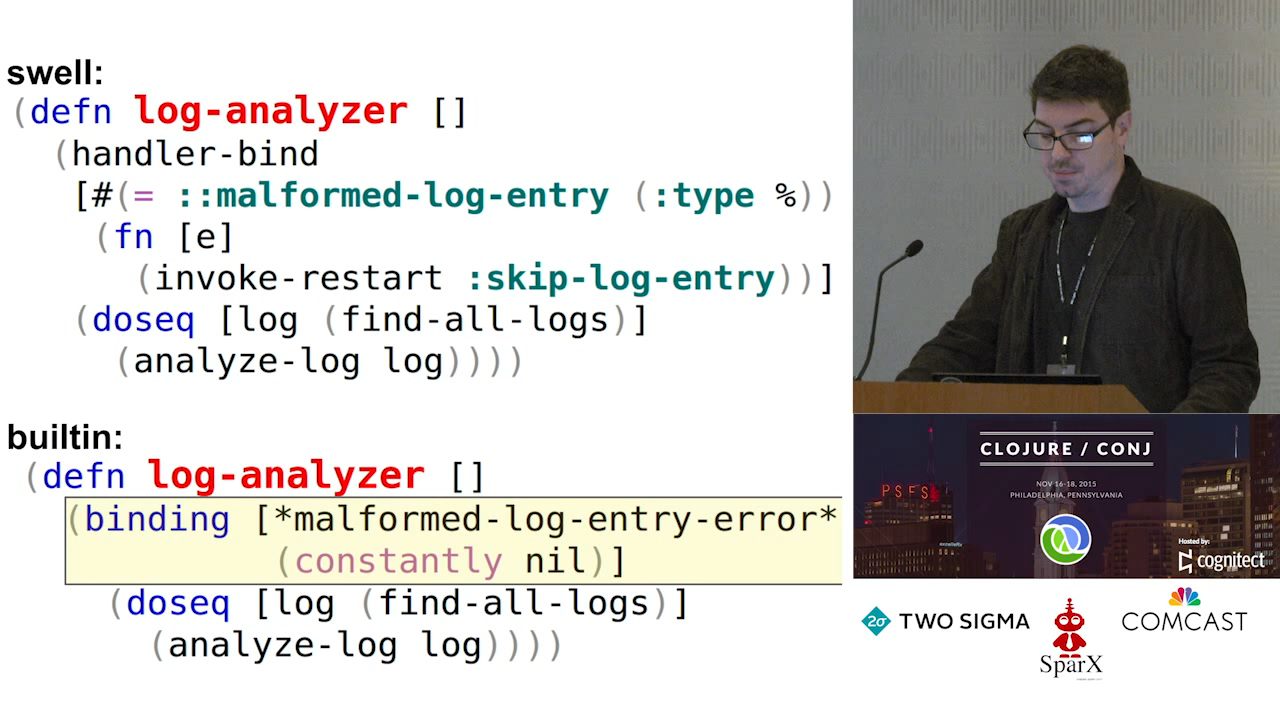 swell:
(defn log-analyzer []
(handler-bind
[#(= ::malformed-log-entry (:type %))
(fn [e]
(invoke-restart :skip-log-entry))]
(doseq [log (find-all-logs)]
(analyze-log log))))
builtin:
(defn log-analyzer []
(binding [*malformed-log-entry-error*
(constantly nil)]
(doseq [log (find-all-logs)]
(analyze-log log))))
CLOJURE / CONJ
NOV 16-18, 2015
PHILADELPHIA, PENNSYLVANIA
PSFS
Hosted by:
cognitect
2σ TWO SIGMA
SparX
COMCAST